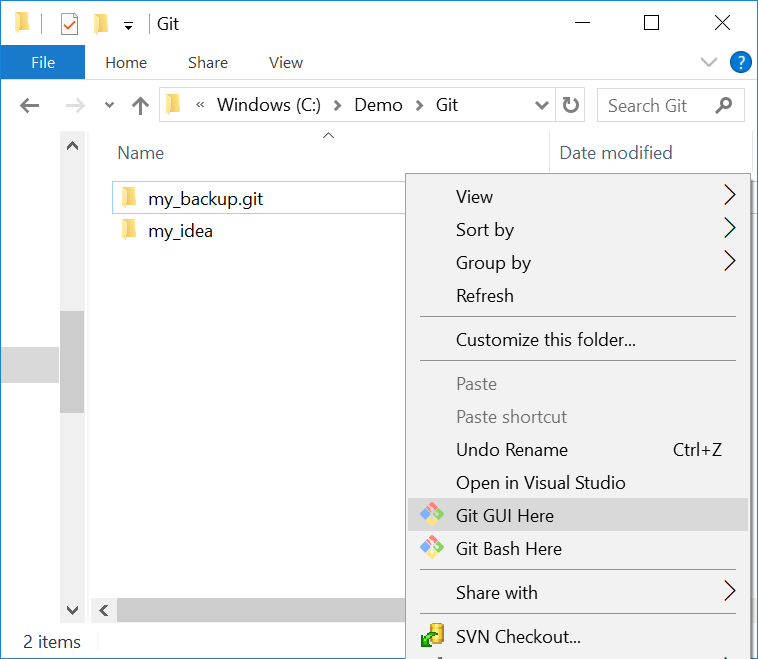 Git
File Home Share View
« Windows (C:) > Demo > Git Search Git
Name Date modified
my_backup.git
my_idea
View
Sort by
Group by
Refresh
Customize this folder...
Paste
Paste shortcut
Undo Rename Ctrl+Z
Open in Visual Studio
Git GUI Here
Git Bash Here
Share with
SVN Checkout...
2 items